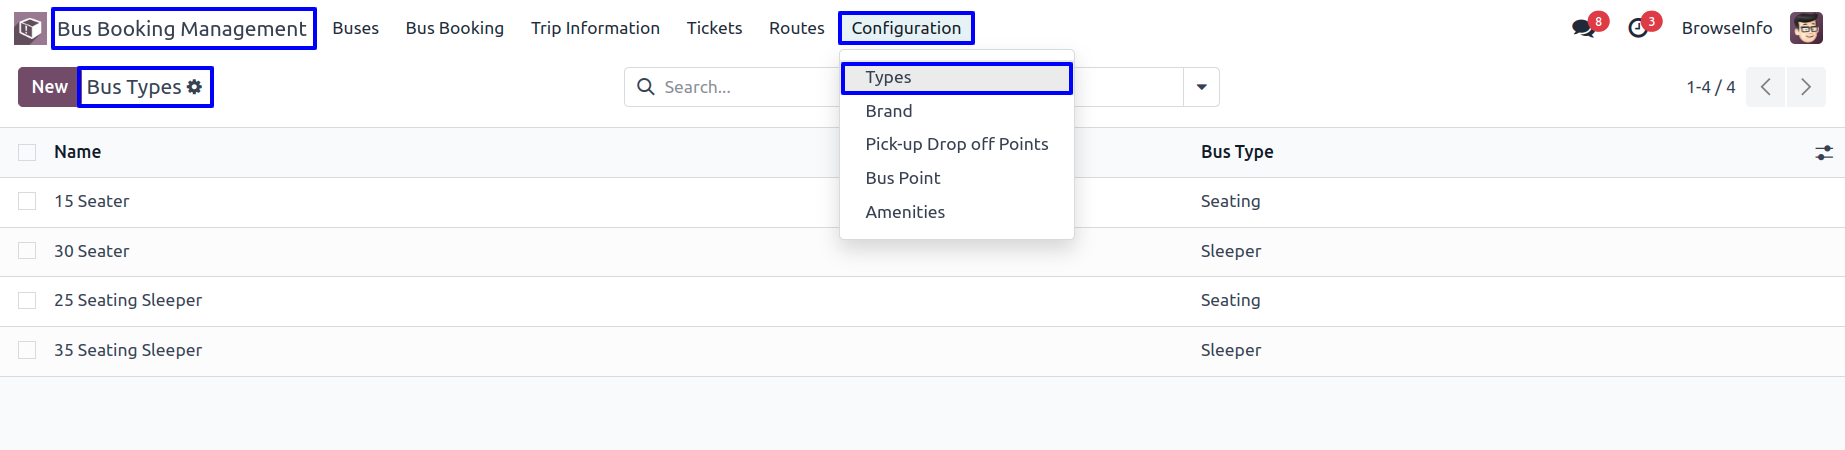 Bus Booking Management Buses Bus Booking Trip Information Tickets Routes Configuration 8 3 BrowseInfo
New Bus Types Search... 1-4 / 4
Types
Brand
Pick-up Drop off Points
Bus Point
Amenities
Name Bus Type
15 Seater Seating
30 Seater Sleeper
25 Seating Sleeper Seating
35 Seating Sleeper Sleeper